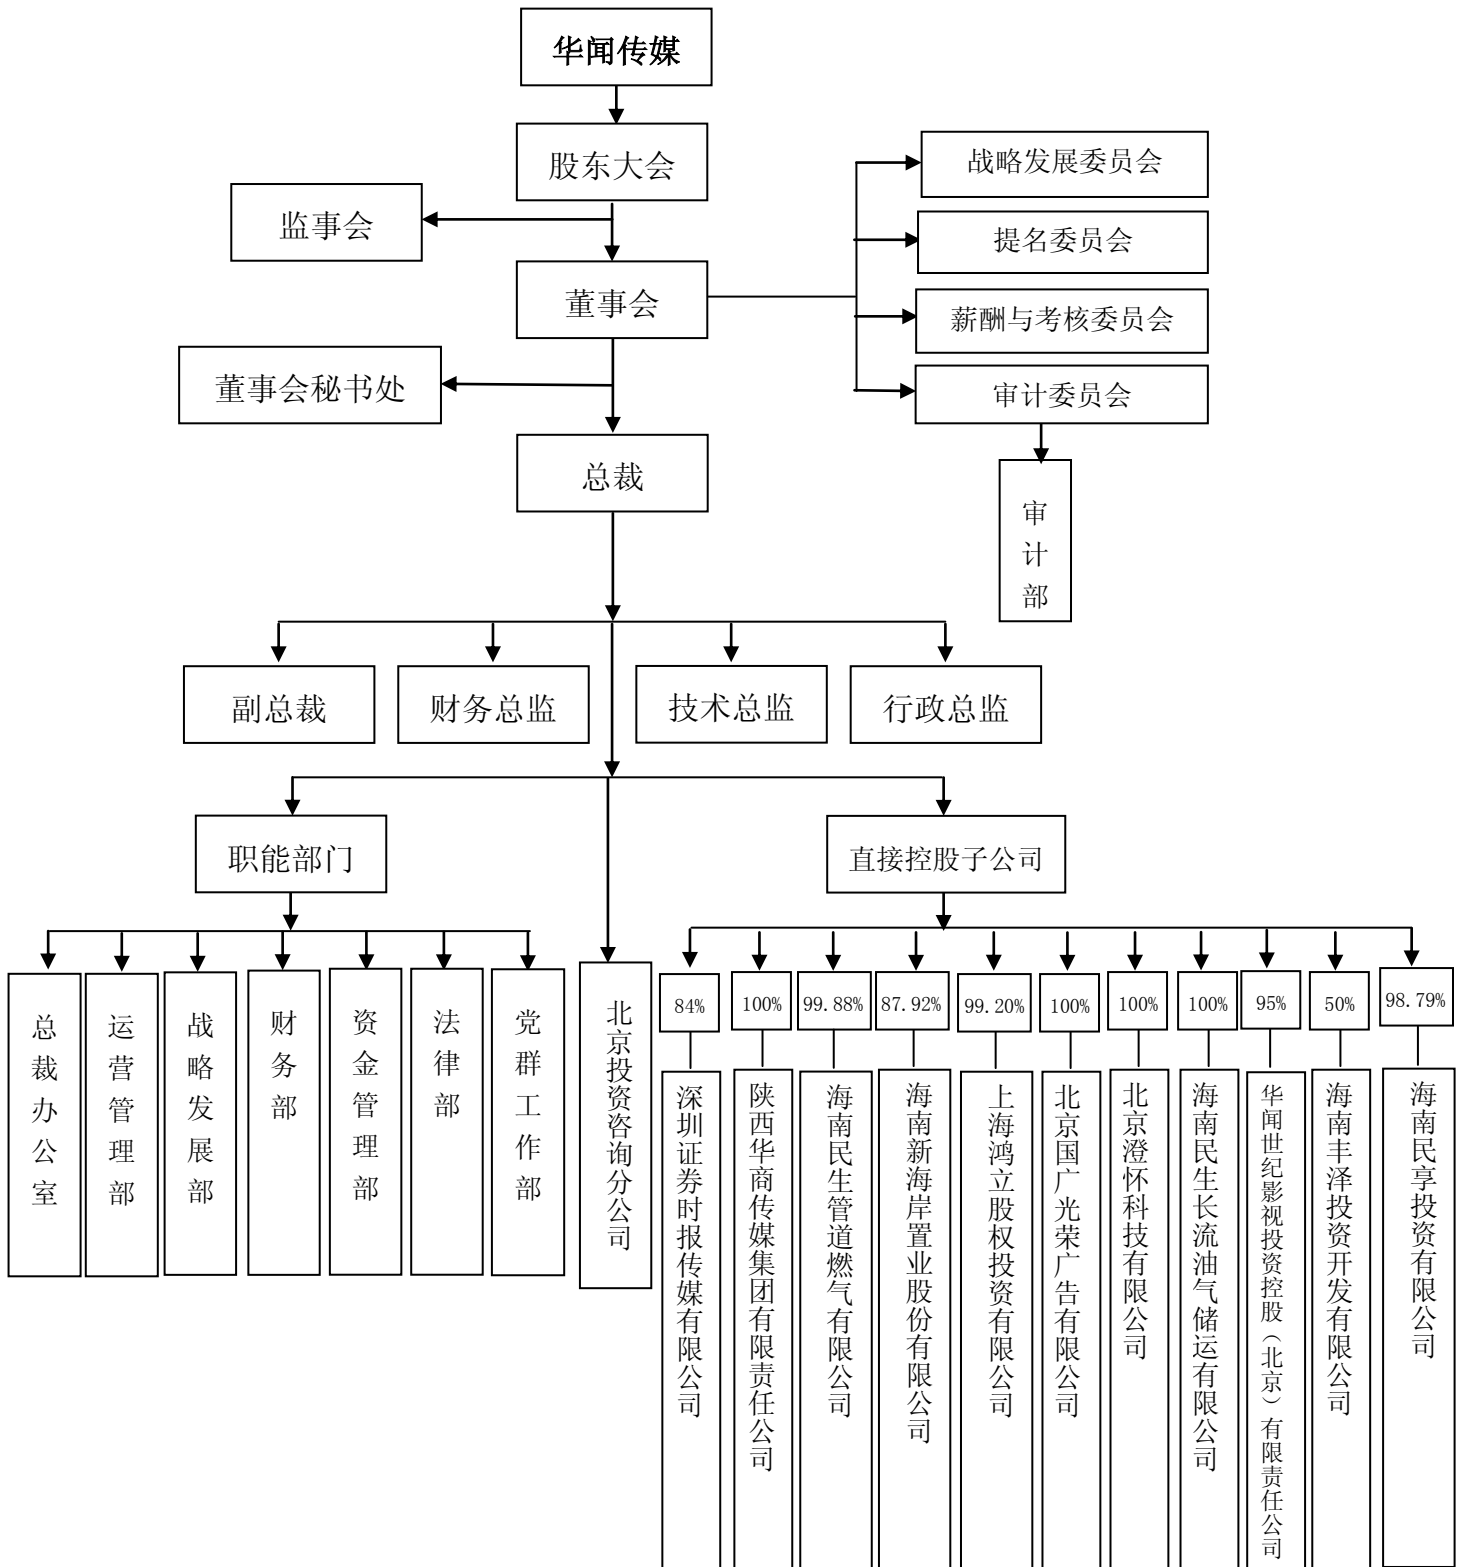 华闻传媒
股东大会
战略发展委员会
监事会
提名委员会
董事会
薪酬与考核委员会
董事会秘书处
审计委员会
总裁
审计部
副总裁
财务总监
技术总监
行政总监
职能部门
直接控股子公司
总裁办公室
运营管理部
战略发展部
财务部
资金管理部
法律部
党群工作部
北京投资咨询分公司
84%
100%
99.88%
87.92%
99.20%
100%
100%
100%
95%
50%
98.79%
深圳证券时报传媒有限公司
陕西华商传媒集团有限责任公司
海南民生管道燃气有限公司
海南新海岸置业股份有限公司
上海鸿立股权投资有限公司
北京国广光荣广告有限公司
北京澄怀科技有限公司
海南民生长流油气储运有限公司
华闻世纪影视投资控股（北京）有限责任公司
海南丰泽投资开发有限公司
海南民享投资有限公司